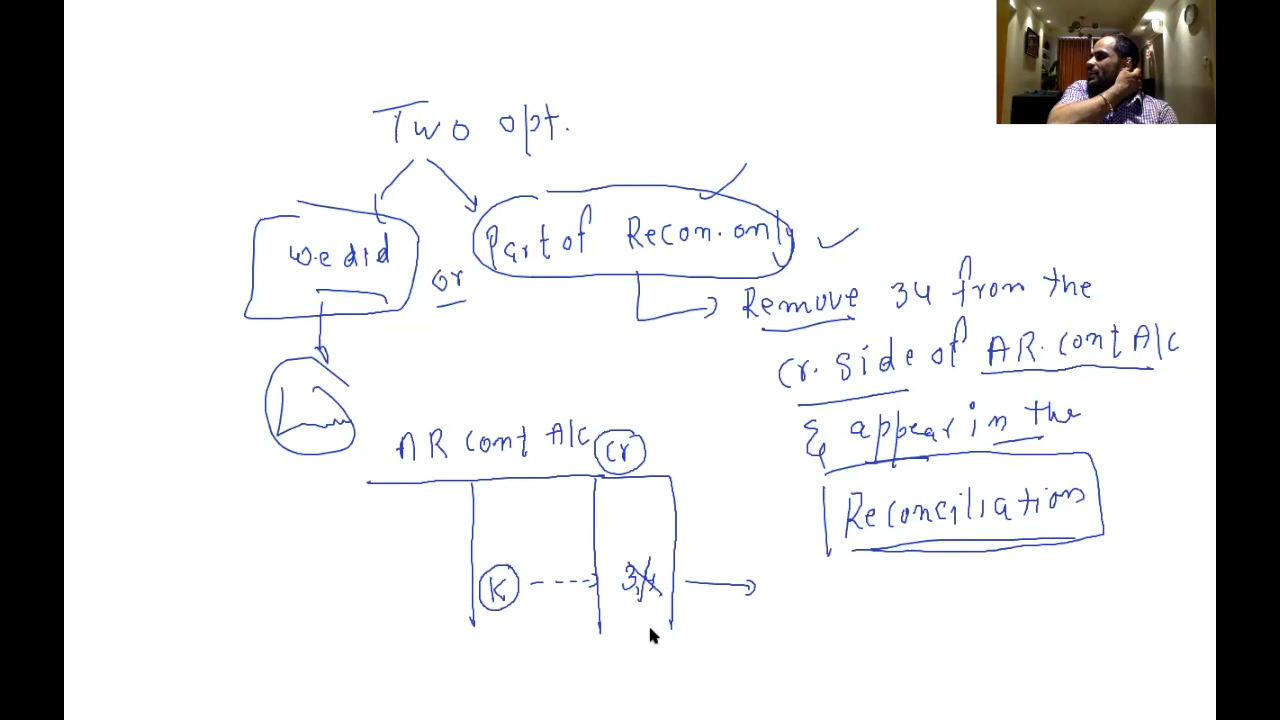 Two opt.
we did
or
Part of Recon. only
Remove 34 from the
Cr. side of AR. Cont A/C
& appear in the
Reconciliation
AR Cont A/C Cr
K 34